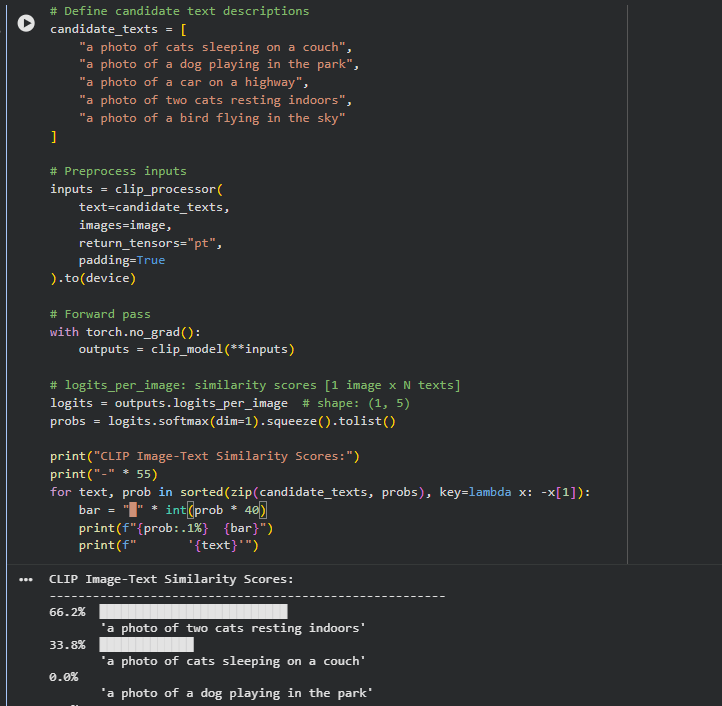 # Define candidate text descriptions
candidate_texts = [
    "a photo of cats sleeping on a couch",
    "a photo of a dog playing in the park",
    "a photo of a car on a highway",
    "a photo of two cats resting indoors",
    "a photo of a bird flying in the sky"
]
# Preprocess inputs
inputs = clip_processor(
    text=candidate_texts,
    images=image,
    return_tensors="pt",
    padding=True
).to(device)
# Forward pass
with torch.no_grad():
    outputs = clip_model(**inputs)
# logits_per_image: similarity scores [1 image x N texts]
logits = outputs.logits_per_image  # shape: (1, 5)
probs = logits.softmax(dim=1).squeeze().tolist()
print("CLIP Image-Text Similarity Scores:")
print("-" * 55)
for text, prob in sorted(zip(candidate_texts, probs), key=lambda x: -x[1]):
    bar = "█" * int(prob * 40)
    print(f"{prob:.1%}  {bar}")
    print(f"       '{text}'")
CLIP Image-Text Similarity Scores:
-------------------------------------------------------
66.2%  ██████████████████████████
       'a photo of two cats resting indoors'
33.8%  █████████████
       'a photo of cats sleeping on a couch'
0.0%
       'a photo of a dog playing in the park'